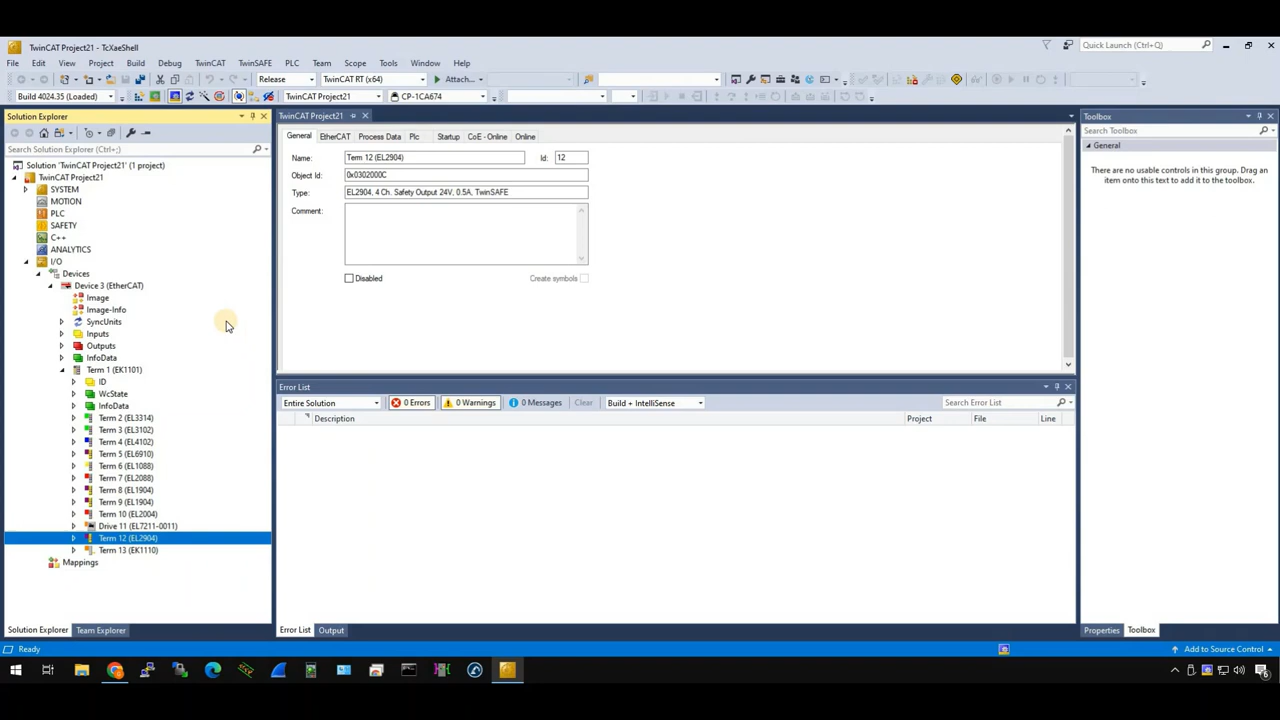 TwinCAT Project21 - TcXaeShell
Quick Launch (Ctrl+Q)
File Edit View Project Build Debug TwinCAT TwinSAFE PLC Team Scope Tools Window Help
Release TwinCAT RT (x64) Attach...
Build 4024.35 (Loaded) TwinCAT Project21 CP-1CA674
Solution Explorer
Search Solution Explorer (Ctrl+;)
Solution 'TwinCAT Project21' (1 project)
TwinCAT Project21
SYSTEM
MOTION
PLC
SAFETY
C++
ANALYTICS
I/O
Devices
Device 3 (EtherCAT)
Image
Image-Info
SyncUnits
Inputs
Outputs
InfoData
Term 1 (EK1101)
ID
WcState
InfoData
Term 2 (EL3314)
Term 3 (EL3102)
Term 4 (EL4102)
Term 5 (EL6910)
Term 6 (EL1088)
Term 7 (EL2088)
Term 8 (EL1904)
Term 9 (EL1904)
Term 10 (EL2004)
Drive 11 (EL7211-0011)
Term 12 (EL2904)
Term 13 (EK1110)
Mappings
Solution Explorer Team Explorer
TwinCAT Project21
General EtherCAT Process Data Plc Startup CoE - Online Online
Name: Term 12 (EL2904) Id: 12
Object Id: 0x0302000C
Type: EL2904, 4 Ch. Safety Output 24V, 0.5A, TwinSAFE
Comment:
Disabled Create symbols
Error List
Entire Solution 0 Errors 0 Warnings 0 Messages Clear Build + IntelliSense Search Error List
Description Project File Line
Error List Output
Toolbox
Search Toolbox
General
There are no usable controls in this group. Drag an item onto this text to add it to the toolbox.
Properties Toolbox
Ready Add to Source Control
6